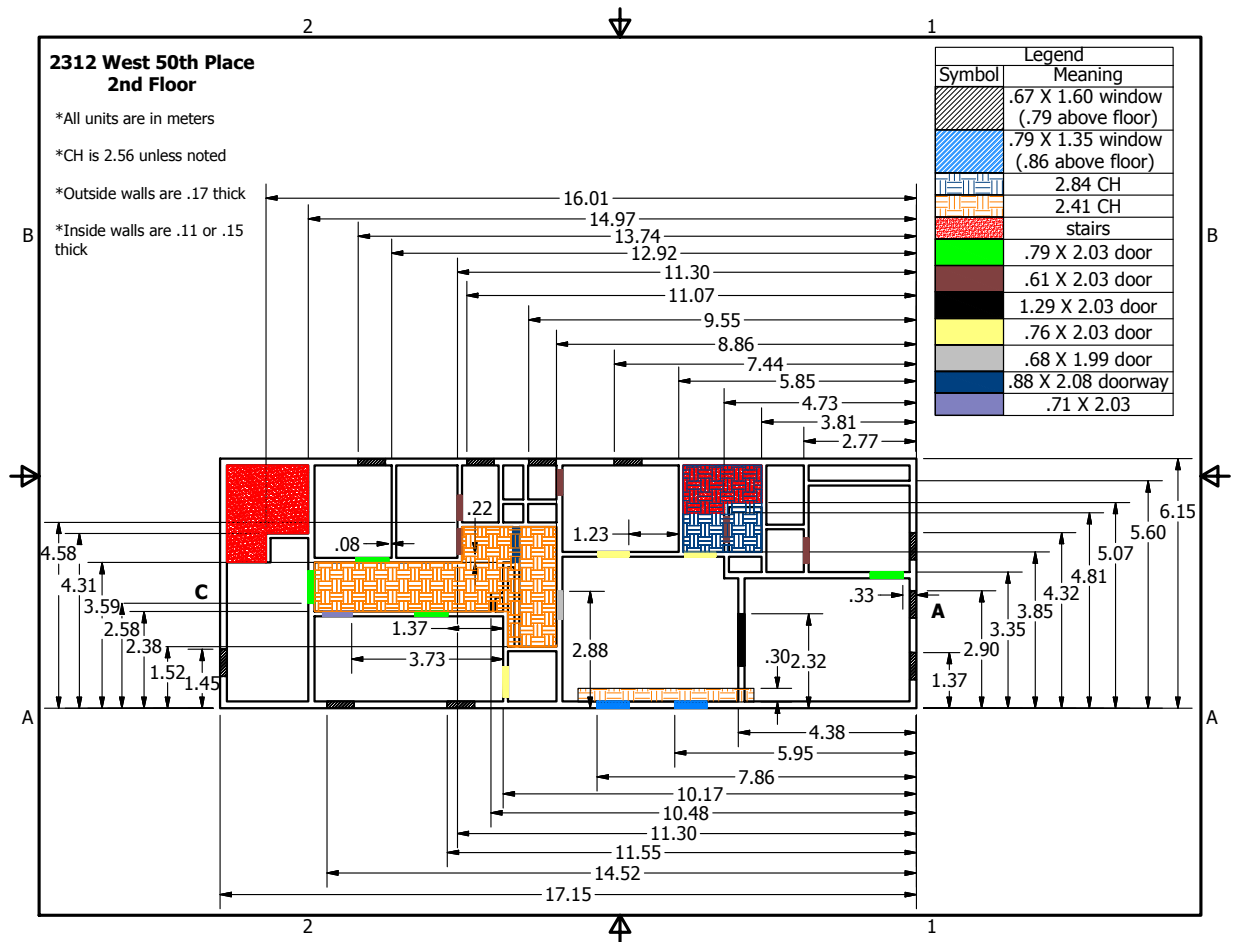 2
1
2312 West 50th Place
2nd Floor
*All units are in meters
*CH is 2.56 unless noted
*Outside walls are .17 thick
*Inside walls are .11 or .15
thick
Legend
Symbol Meaning
.67 X 1.60 window
(.79 above floor)
.79 X 1.35 window
(.86 above floor)
2.84 CH
2.41 CH
stairs
.79 X 2.03 door
.61 X 2.03 door
1.29 X 2.03 door
.76 X 2.03 door
.68 X 1.99 door
.88 X 2.08 doorway
.71 X 2.03
B
B
16.01
14.97
13.74
12.92
11.30
11.07
9.55
8.86
7.44
5.85
4.73
3.81
2.77
.22
1.23
.08
4.58
4.31
3.59
2.58
2.38
1.52
1.45
C
1.37
3.73
2.88
.30
2.32
.33
A
6.15
5.60
5.07
4.81
4.32
3.85
3.35
2.90
1.37
A
A
4.38
5.95
7.86
10.17
10.48
11.30
11.55
14.52
17.15
2
1